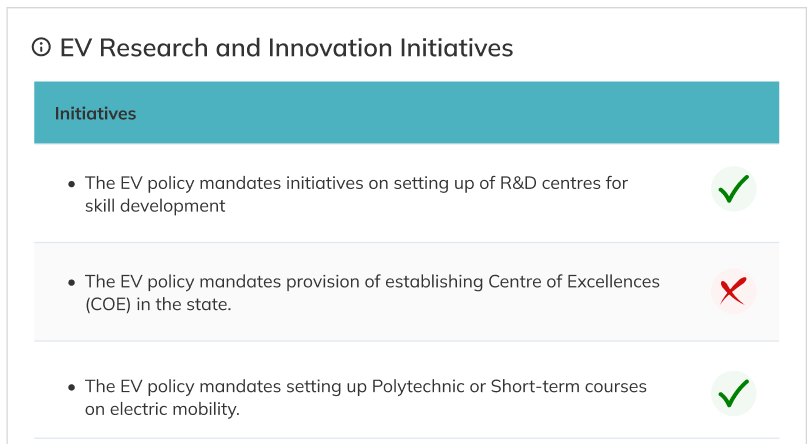 EV Research and Innovation Initiatives
Initiatives
• The EV policy mandates initiatives on setting up of R&D centres for
skill development
• The EV policy mandates provision of establishing Centre of Excellences
(COE) in the state.
• The EV policy mandates setting up Polytechnic or Short-term courses
on electric mobility.